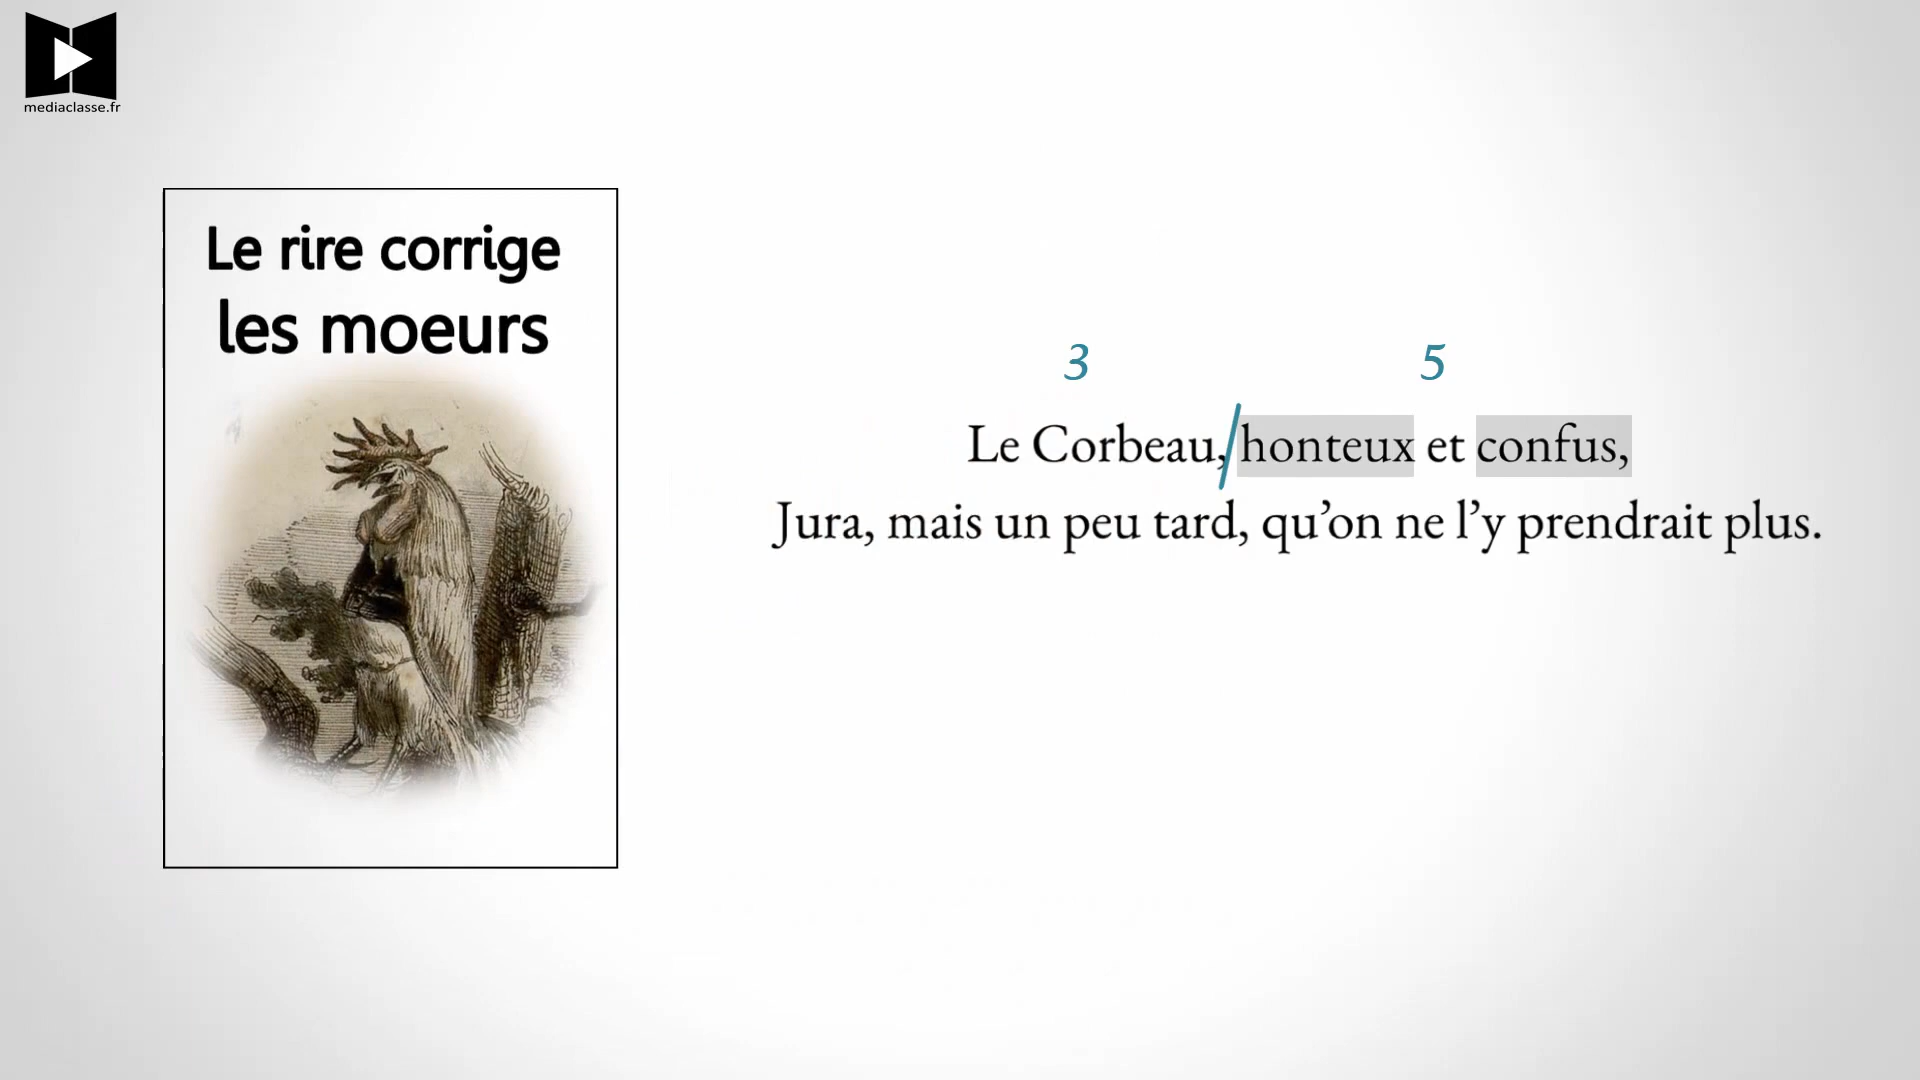 mediaclasse.fr
Le rire corrige
les moeurs
3 5
Le Corbeau, honteux et confus,
Jura, mais un peu tard, qu’on ne l’y prendrait plus.